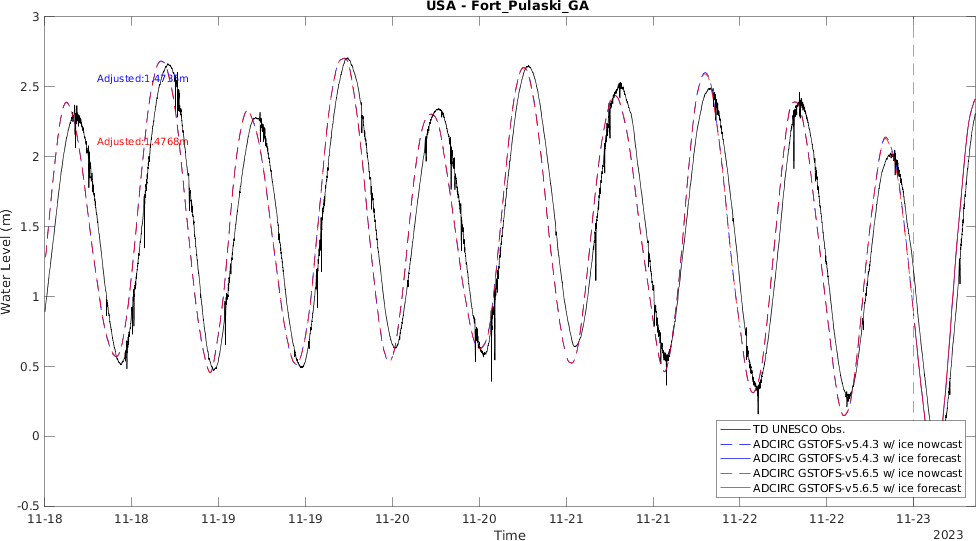 USA - Fort_Pulaski_GA
3
2.5
2
1.5
1
0.5
0
-0.5
Water Level (m)
Adjusted:1.4736m
Adjusted:1.4768m
TD UNESCO Obs.
ADCIRC GSTOFS-v5.4.3 w/ ice nowcast
ADCIRC GSTOFS-v5.4.3 w/ ice forecast
ADCIRC GSTOFS-v5.6.5 w/ ice nowcast
ADCIRC GSTOFS-v5.6.5 w/ ice forecast
11-18 11-18 11-19 11-19 11-20 11-20 11-21 11-21 11-22 11-22 11-23
Time
2023